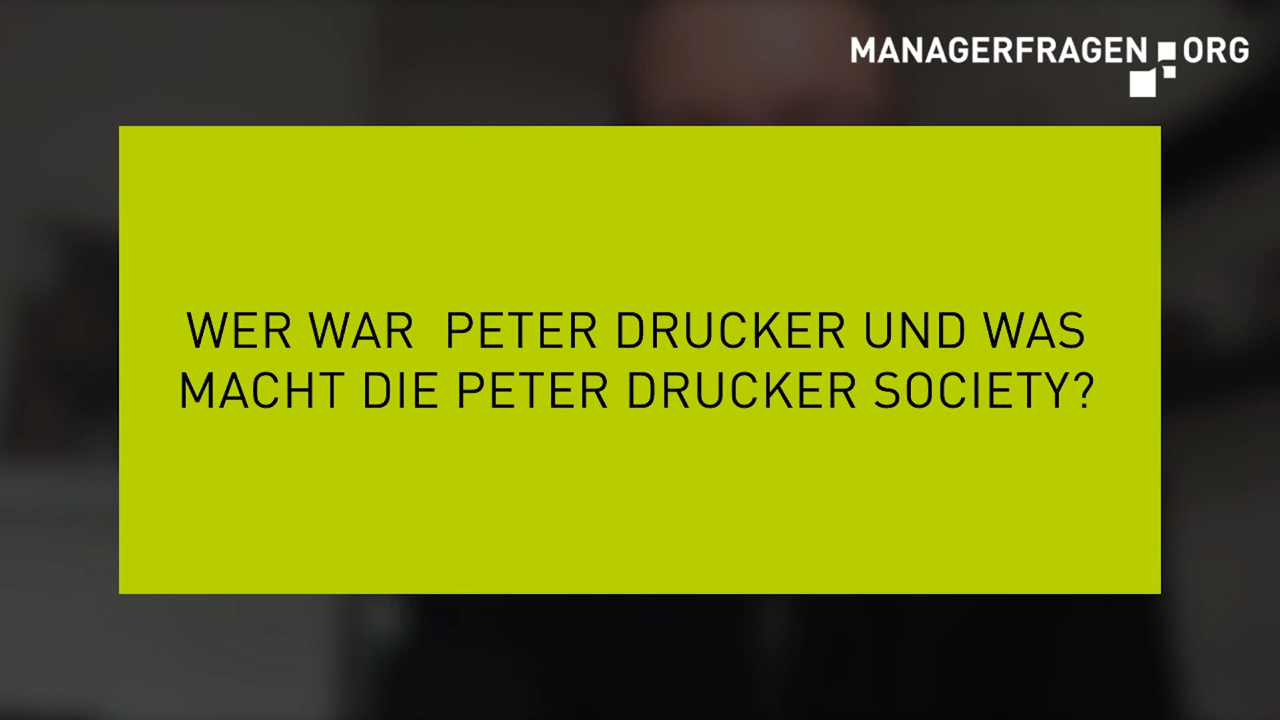 MANAGERFRAGEN.ORG
WER WAR  PETER DRUCKER UND WAS
MACHT DIE PETER DRUCKER SOCIETY?